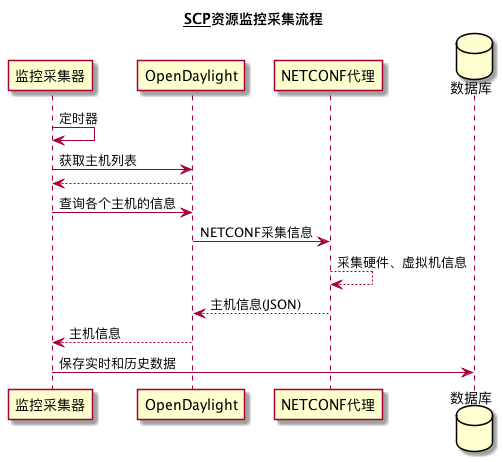 SCP资源监控采集流程
监控采集器
OpenDaylight
NETCONF代理
数据库
定时器
获取主机列表
查询各个主机的信息
NETCONF采集信息
采集硬件、虚拟机信息
主机信息(JSON)
主机信息
保存实时和历史数据
监控采集器
OpenDaylight
NETCONF代理
数据库